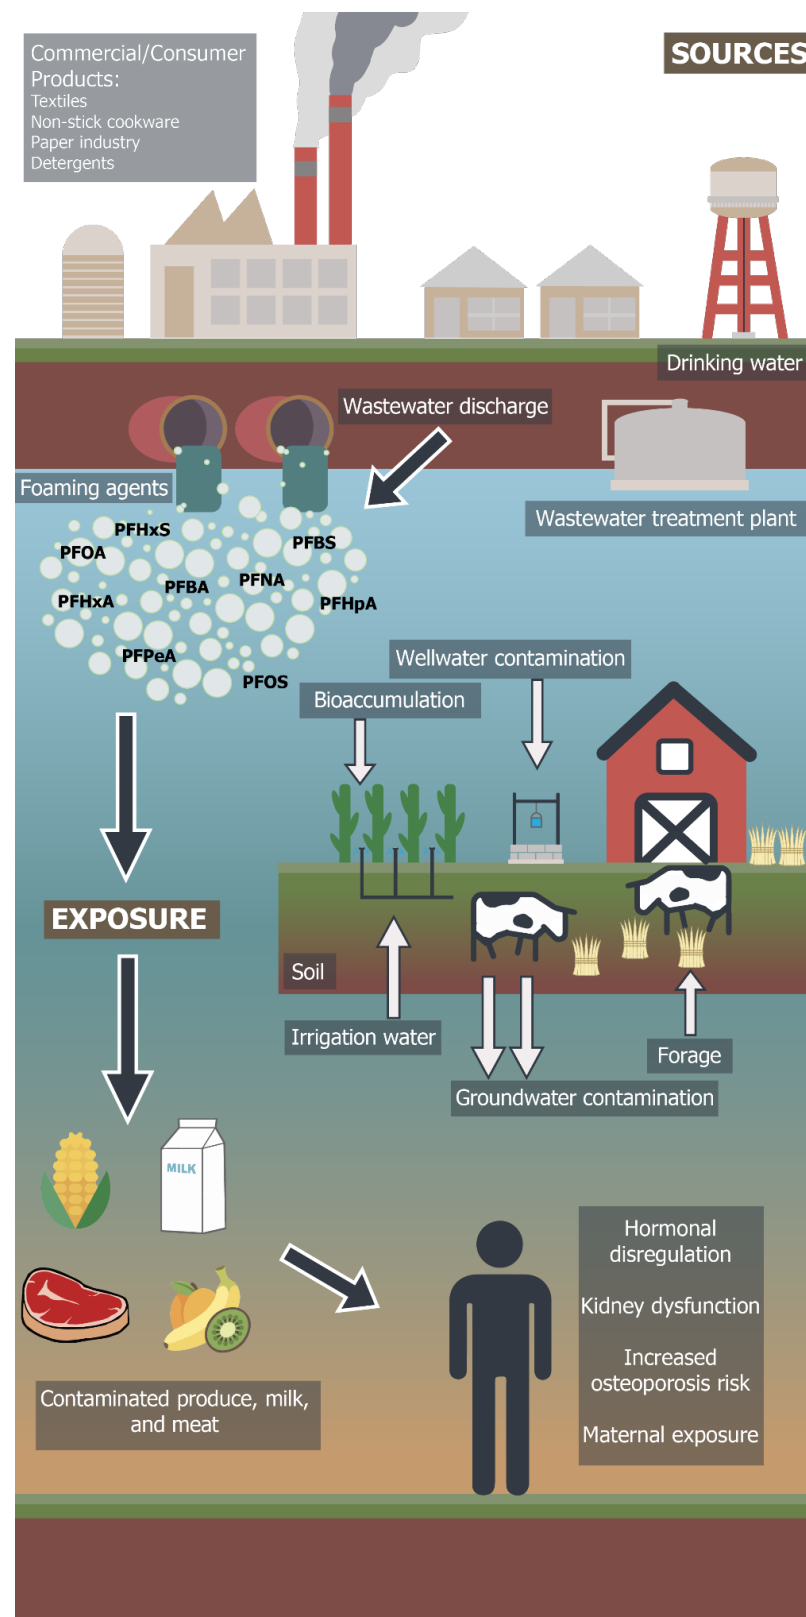 Commercial/Consumer
Products:
Textiles
Non-stick cookware
Paper industry
Detergents
SOURCES
Drinking water
Wastewater discharge
Foaming agents
Wastewater treatment plant
PFHxS
PFOA
PFBS
PFBA
PFNA
PFHxA
PFHpA
PFPeA
PFOS
Wellwater contamination
Bioaccumulation
EXPOSURE
Soil
Irrigation water
Forage
Groundwater contamination
MILK
Hormonal
disregulation
Kidney dysfunction
Increased
osteoporosis risk
Maternal exposure
Contaminated produce, milk,
and meat